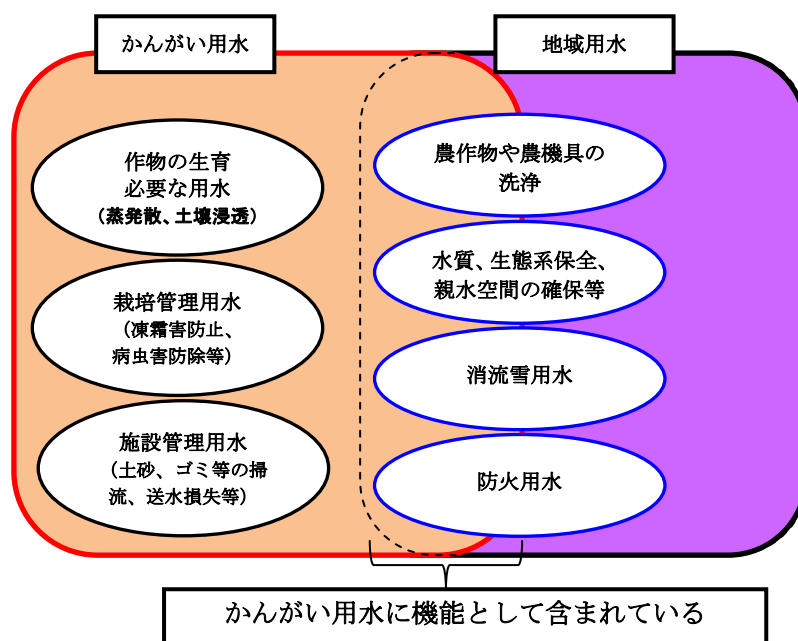 かんがい用水
地域用水
作物の生育
必要な用水
（蒸発散、土壌浸透）
栽培管理用水
（凍霜害防止、
病虫害防除等）
施設管理用水
（土砂、ゴミ等の掃
流、送水損失等）
農作物や農機具の
洗浄
水質、生態系保全、
親水空間の確保等
消流雪用水
防火用水
かんがい用水に機能として含まれている